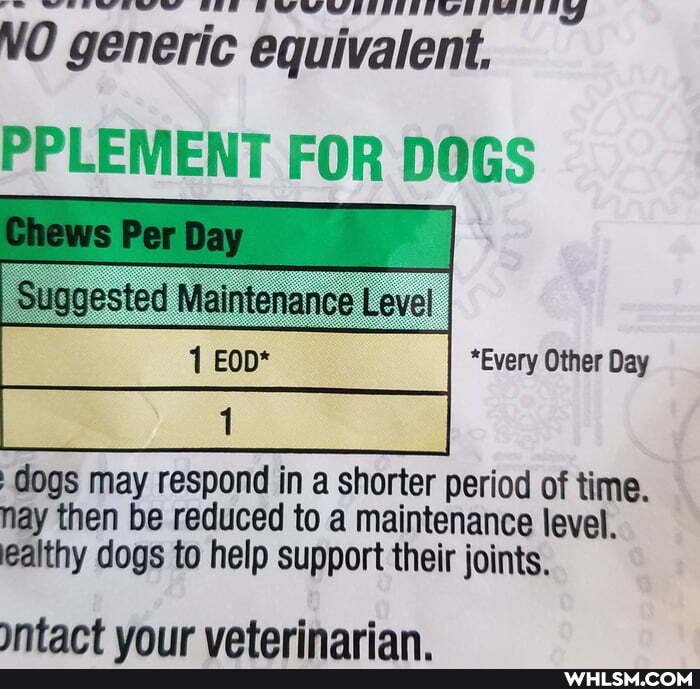 NO generic equivalent.
PPLEMENT FOR DOGS
Chews Per Day
Suggested Maintenance Level
1 EOD*
*Every Other Day
1
dogs may respond in a shorter period of time.
may then be reduced to a maintenance level.
ealthy dogs to help support their joints.
ontact your veterinarian.
WHLSM.COM